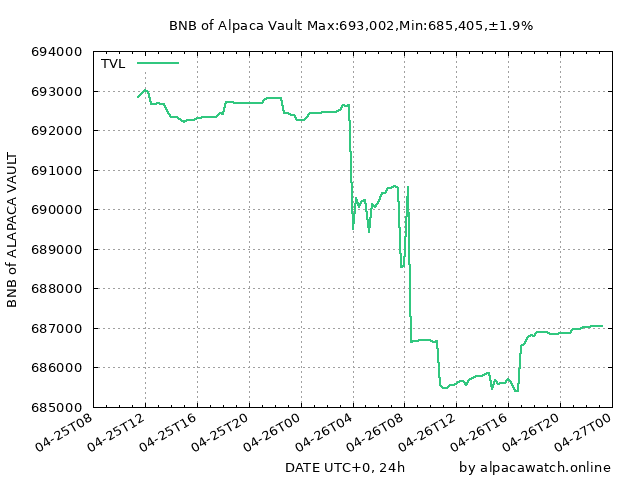 BNB of Alpaca Vault Max:693,002,Min:685,405,±1.9%
TVL
694000
693000
692000
691000
690000
689000
688000
687000
686000
685000
BNB of ALAPACA VAULT
04-25T08
04-25T12
04-25T16
04-25T20
04-26T00
04-26T04
04-26T08
04-26T12
04-26T16
04-26T20
04-27T00
DATE UTC+0, 24h
by alpacawatch.online